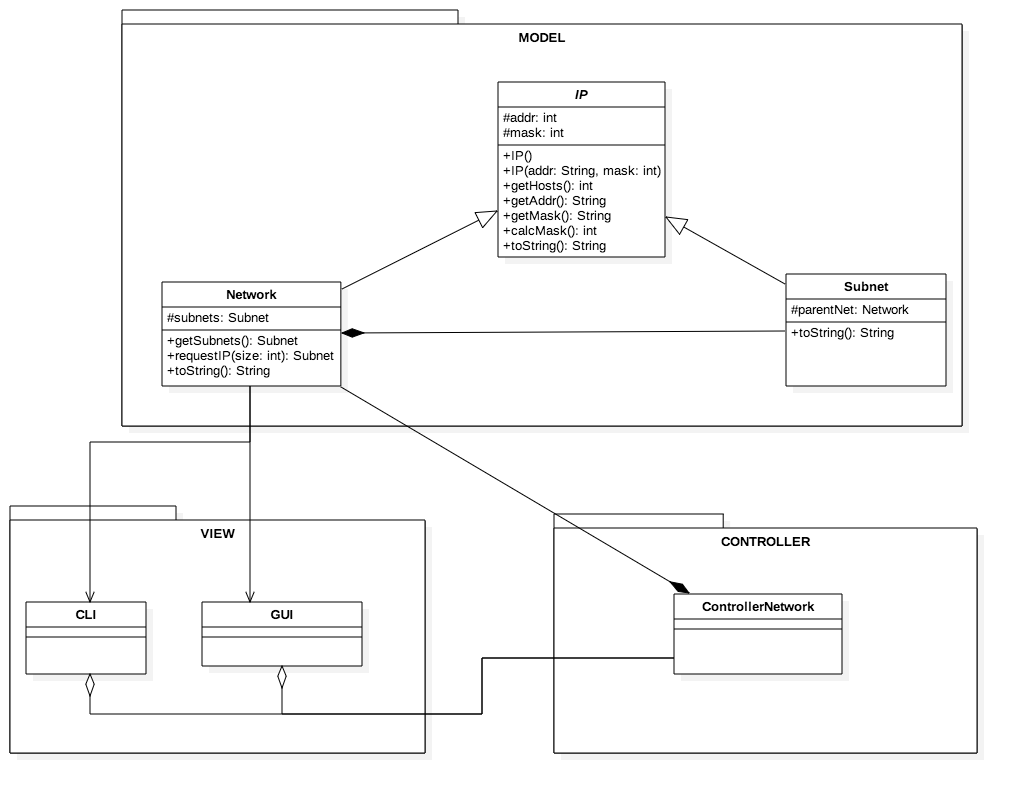 MODEL
IP
#addr: int
#mask: int
+IP()
+IP(addr: String, mask: int)
+getHosts(): int
+getAddr(): String
+getMask(): String
+calcMask(): int
+toString(): String
Network
#subnets: Subnet
+getSubnets(): Subnet
+requestIP(size: int): Subnet
+toString(): String
Subnet
#parentNet: Network
+toString(): String
VIEW
CLI
GUI
CONTROLLER
ControllerNetwork